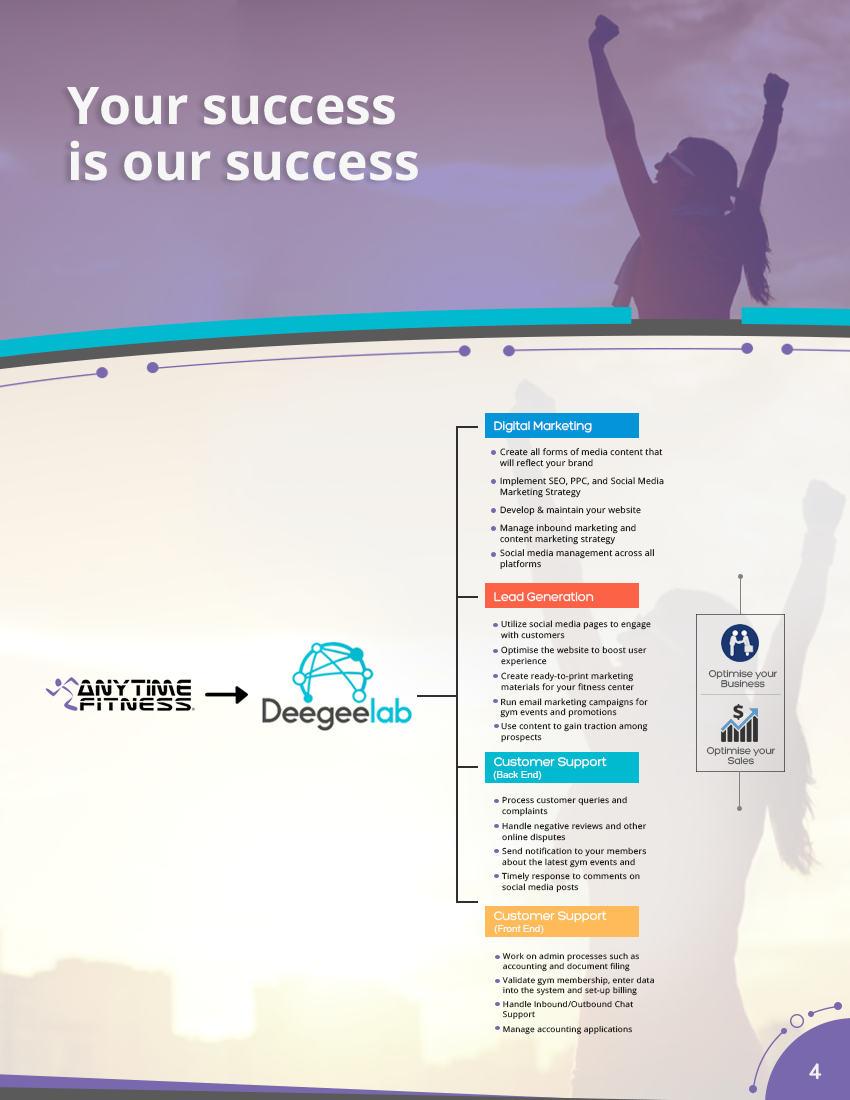 Your success
is our success
Digital Marketing
Create all forms of media content that
will reflect your brand
Implement SEO, PPC, and Social Media
Marketing Strategy
Develop & maintain your website
Manage inbound marketing and
content marketing strategy
Social media management across all
platforms
Lead Generation
Utilize social media pages to engage
with customers
Optimise the website to boost user
experience
Create ready-to-print marketing
materials for your fitness center
Run email marketing campaigns for
gym events and promotions
Use content to gain traction among
prospects
ANYTIME
FITNESS
Deegeelab
Customer Support
(Back End)
Process customer queries and
complaints
Handle negative reviews and other
online disputes
Send notification to your members
about the latest gym events and
Timely response to comments on
social media posts
Customer Support
(Front End)
Work on admin processes such as
accounting and document filing
Validate gym membership, enter data
into the system and set-up billing
Handle Inbound/Outbound Chat
Support
Manage accounting applications
Optimise your
Business
$
Optimise your
Sales
4